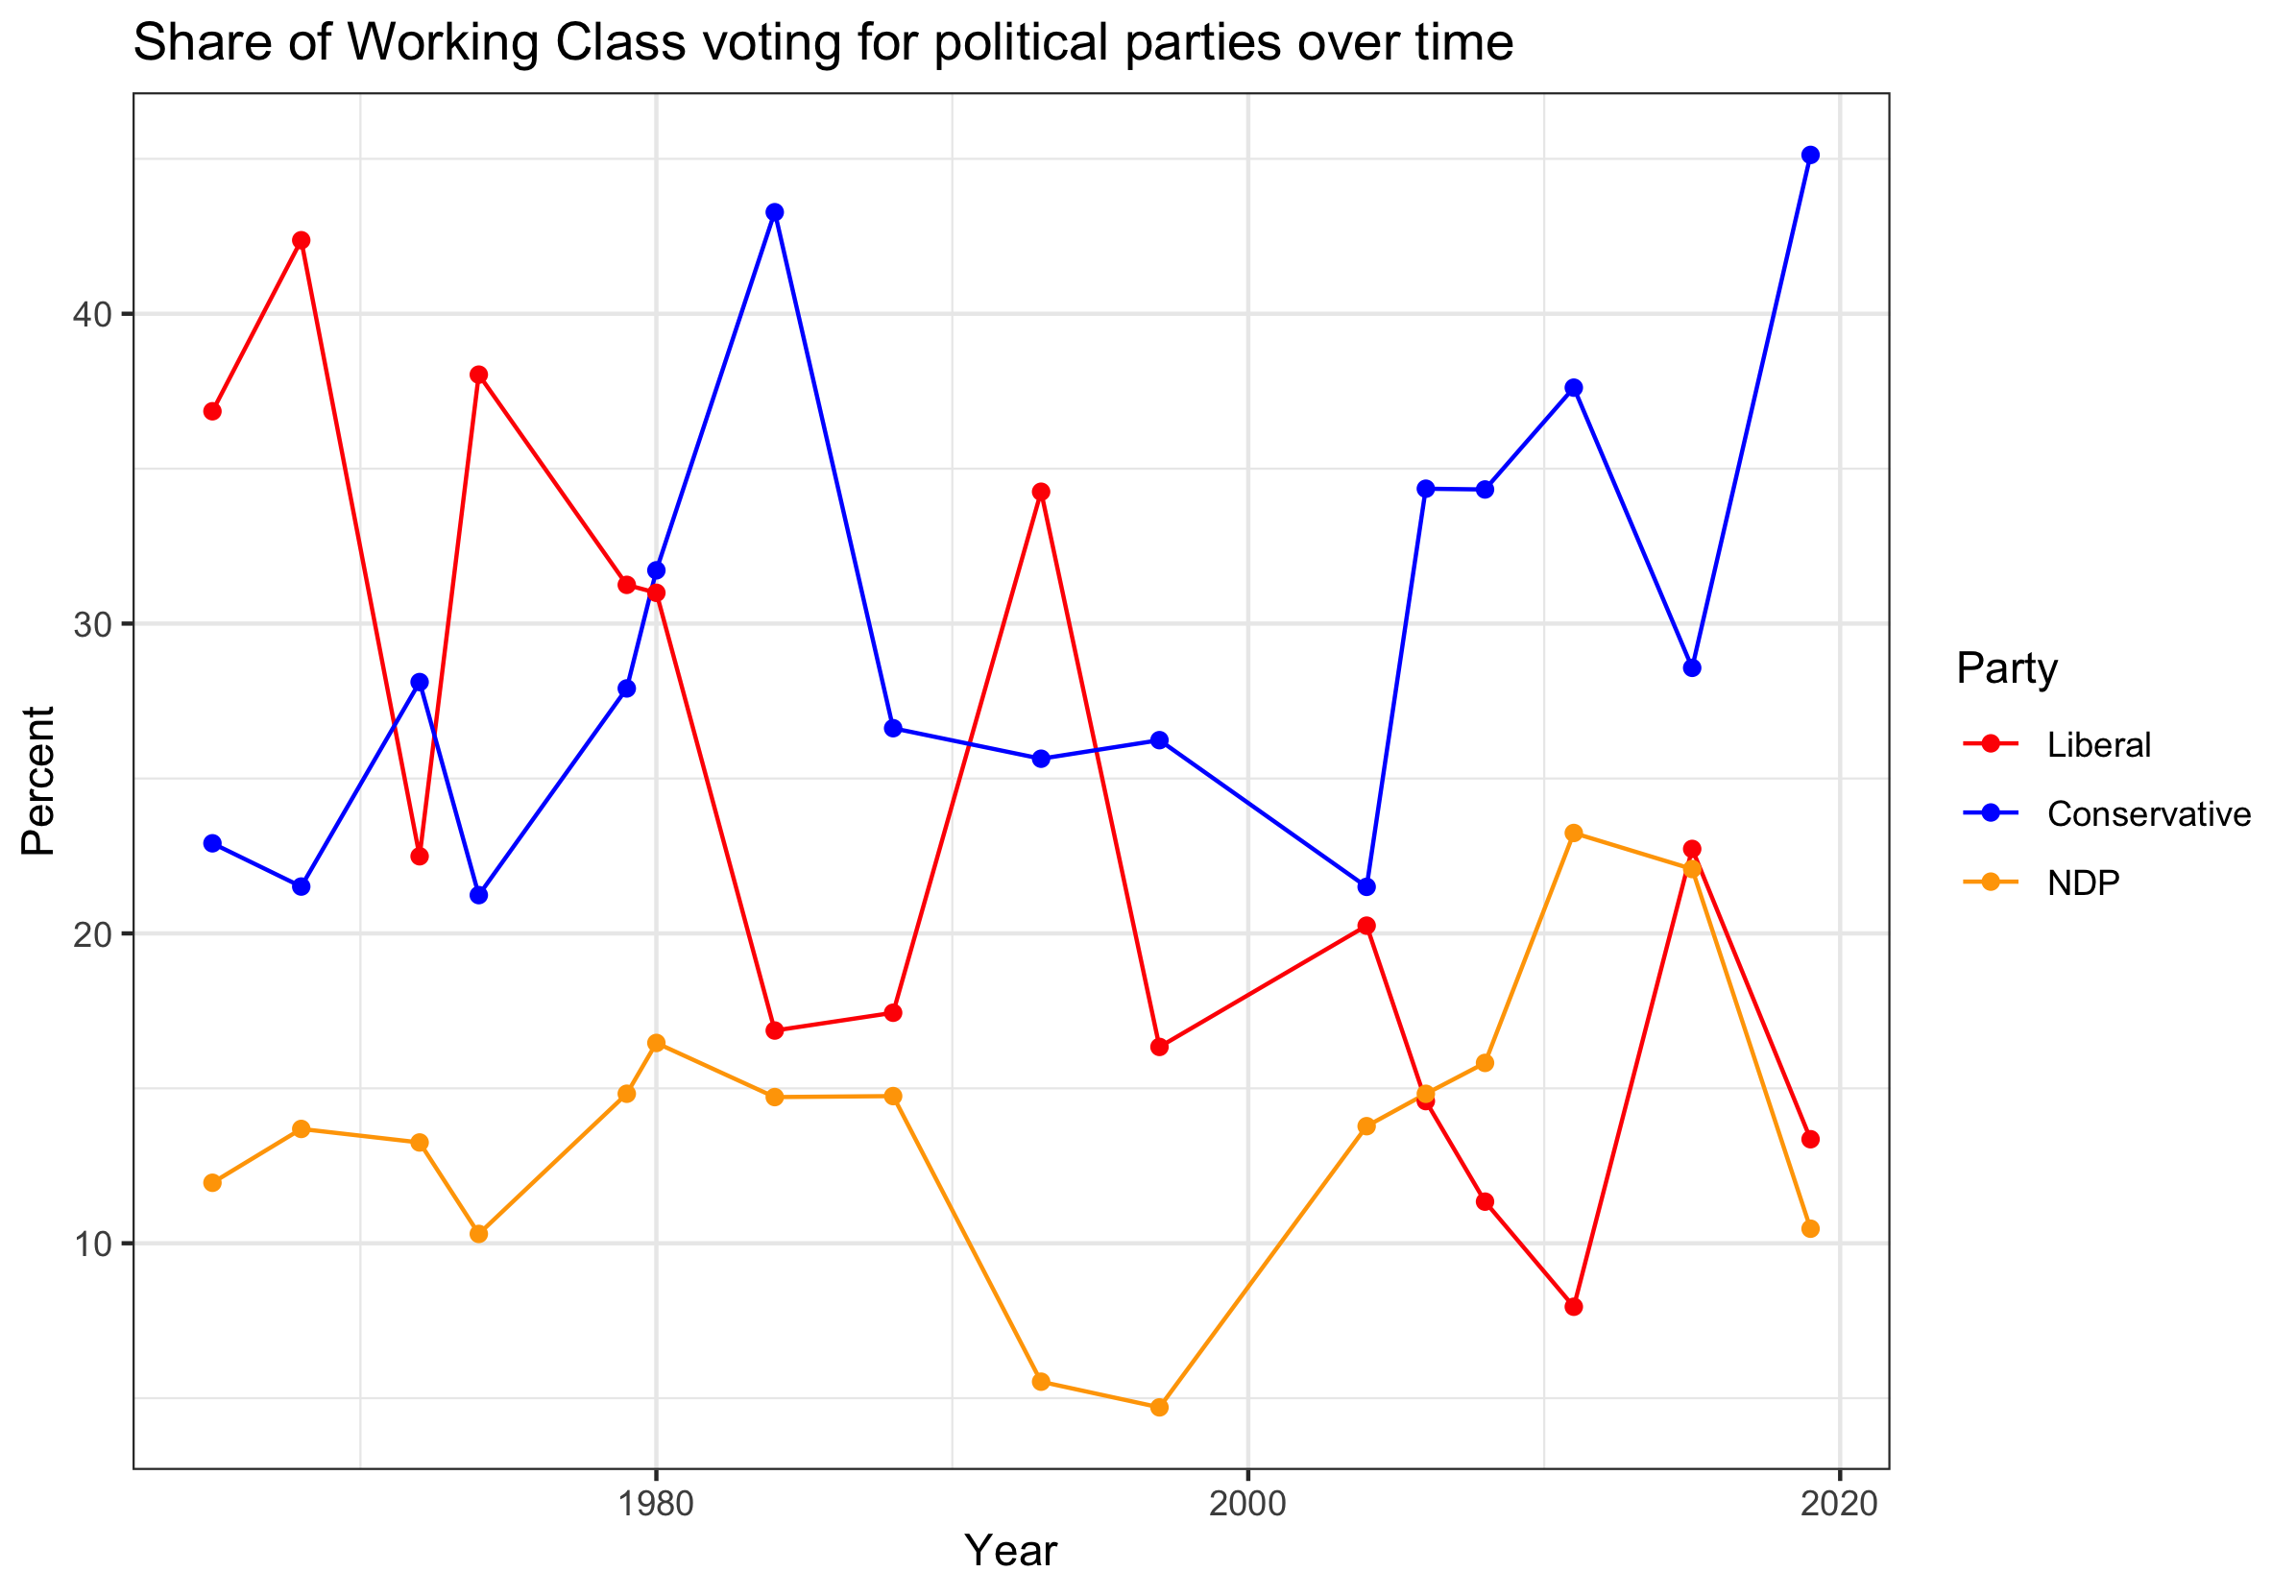 Share of Working Class voting for political parties over time
40
30
20
10
Percent
1980
2000
2020
Year
Party
Liberal
Conservative
NDP